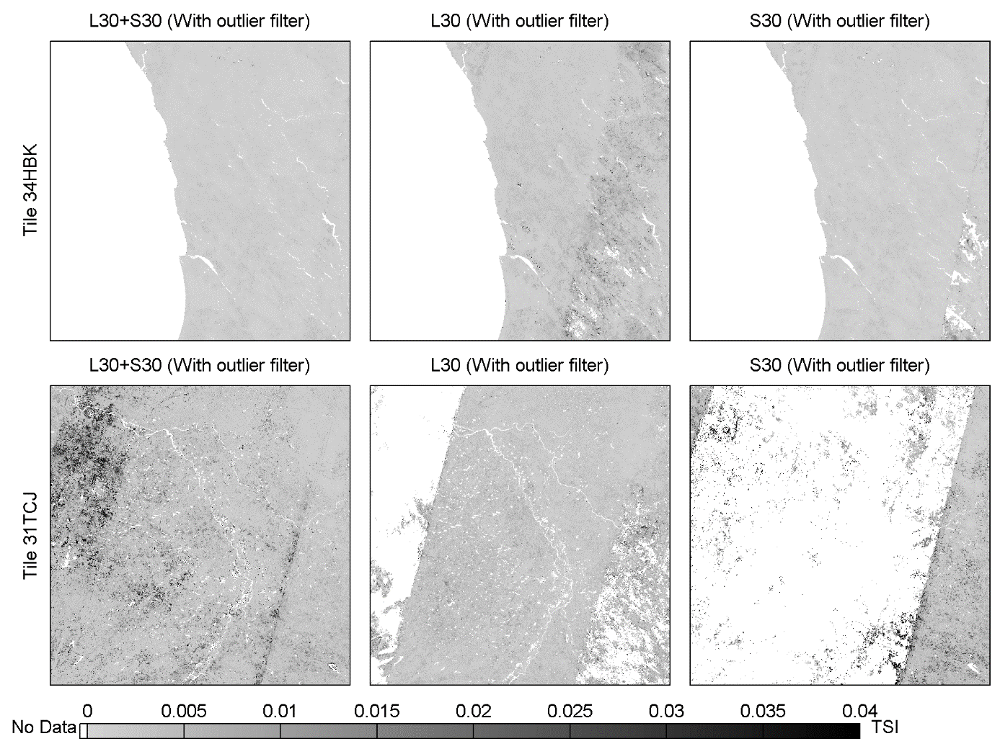 L30+S30 (With outlier filter) L30 (With outlier filter) S30 (With outlier filter)
Tile 34HBK
L30+S30 (With outlier filter) L30 (With outlier filter) S30 (With outlier filter)
Tile 31TCJ
0 0.005 0.01 0.015 0.02 0.025 0.03 0.035 0.04
No Data TSI